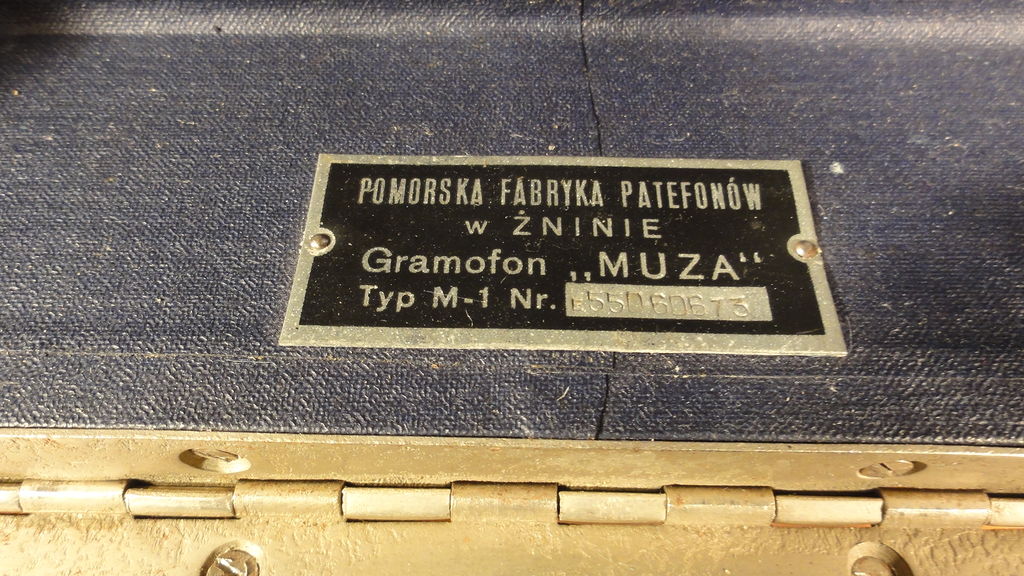 POMORSKA FABRYKA PATEFONÓW
w ŻNINIE
Gramofon „MUZA"
Typ M-1 Nr.